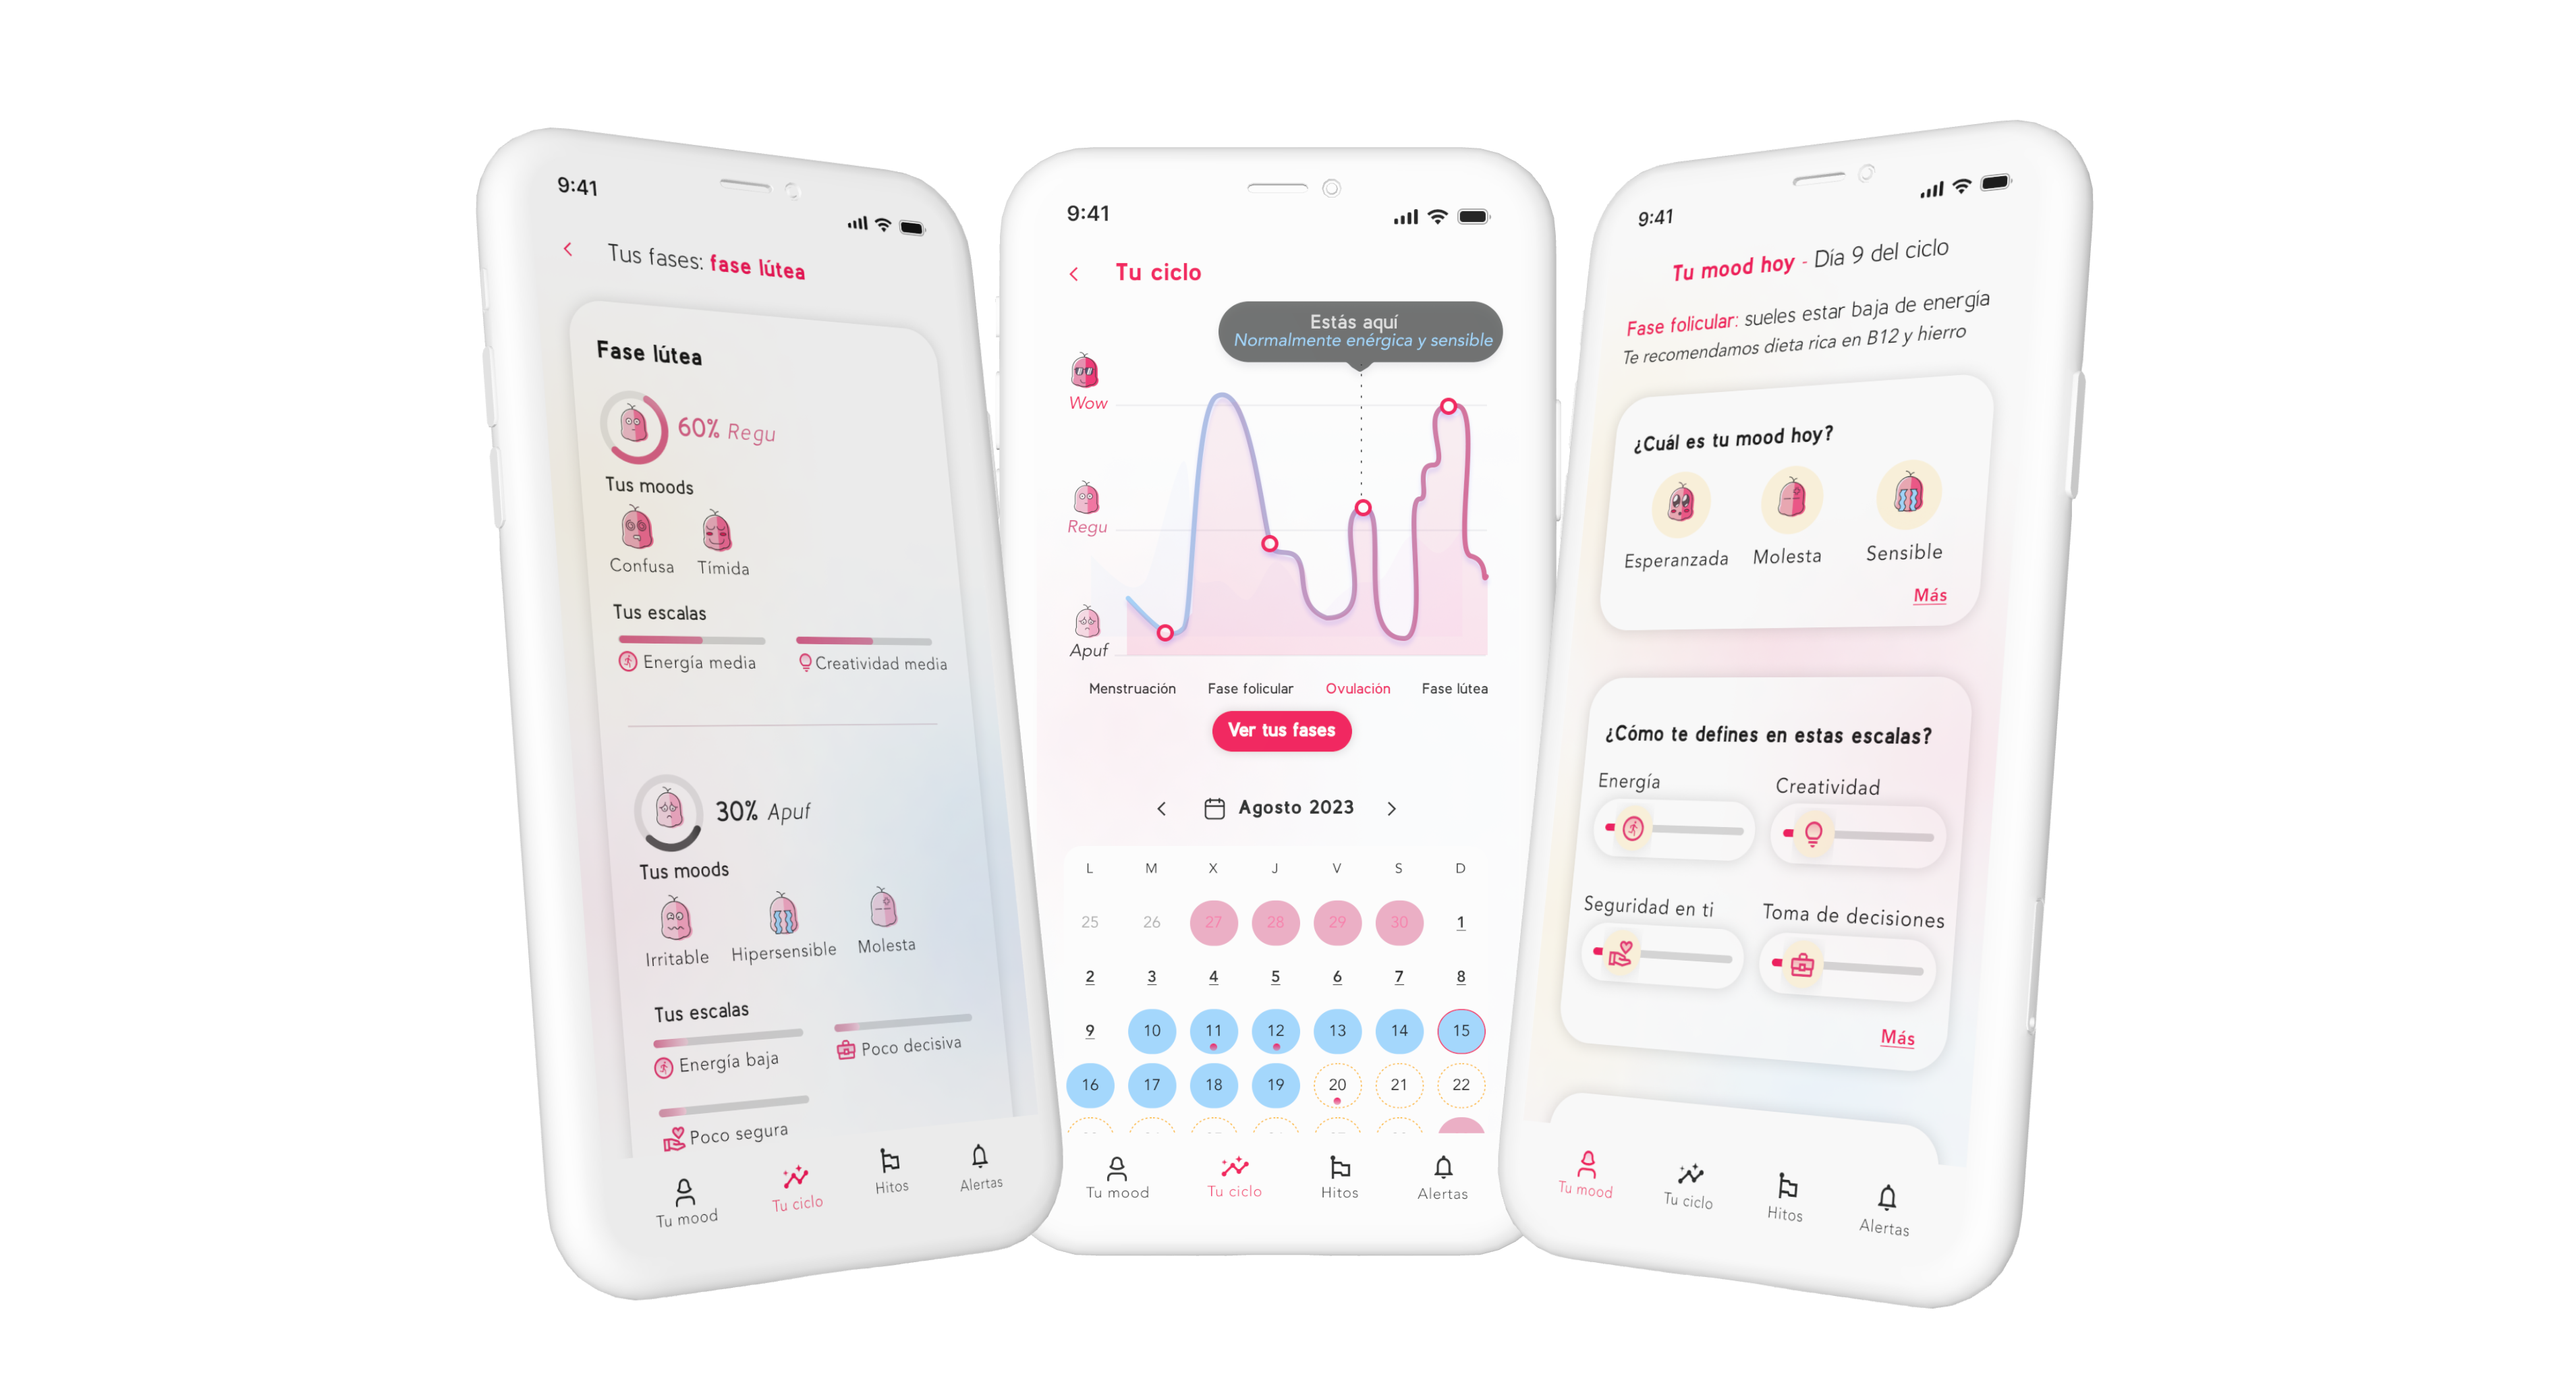 9:41
Tus fases: fase lútea
Fase lútea
60% Regu
Tus moods
Confusa Tímida
Tus escalas
Energía media Creatividad media
30% Apuf
Tus moods
Irritable Hipersensible Molesta
Tus escalas
Energía baja Poco decisiva
Poco segura
Tu mood Tu ciclo Hitos Alertas
9:41
Tu ciclo
Estás aquí
Normalmente enérgica y sensible
Wow
Regu
Apuf
Menstruación Fase folicular Ovulación Fase lútea
Ver tus fases
Agosto 2023
L M X J V S D
25 26 27 28 29 30 1
2 3 4 5 6 7 8
9 10 11 12 13 14 15
16 17 18 19 20 21 22
Tu mood Tu ciclo Hitos Alertas
9:41
Tu mood hoy - Día 9 del ciclo
Fase folicular: sueles estar baja de energía
Te recomendamos dieta rica en B12 y hierro
¿Cuál es tu mood hoy?
Esperanzada Molesta Sensible
Más
¿Cómo te defines en estas escalas?
Energía Creatividad
Seguridad en ti Toma de decisiones
Más
Tu mood Tu ciclo Hitos Alertas